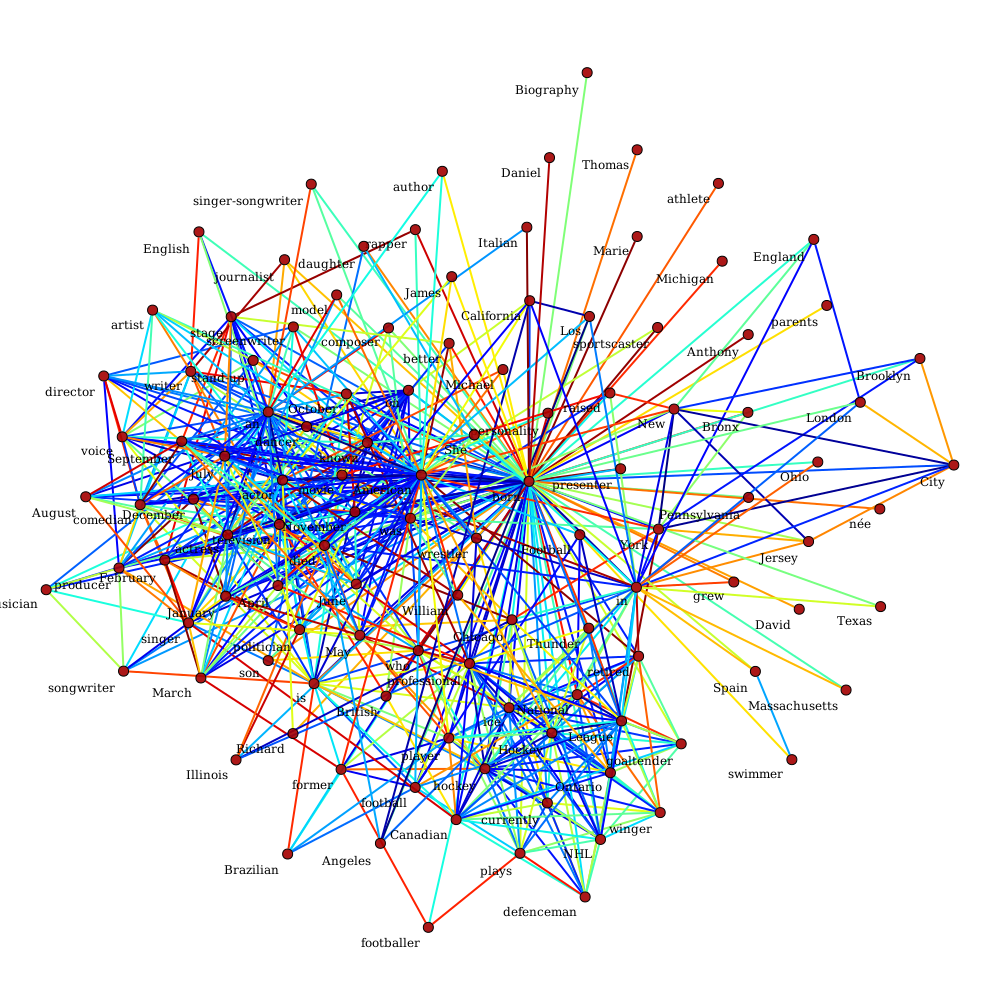 Biography
Thomas
Daniel
athlete
author
singer-songwriter
rapper
Italian
Marie
English
England
daughter
journalist
Michigan
James
model
California
parents
artist
stage
Los
screenwriter
composer
sportscaster
Anthony
better
Brooklyn
stand-up
writer
Michael
director
October
raised
London
an
New
Bronx
personality
dancer
voice
She
September
July
Ohio
City
actor
born
presenter
August
comedian
December
Pennsylvania
née
November
television
York
Football
actress
wrestler
Jersey
died
February
producer
sician
January
April
June
in
grew
William
David
Texas
singer
Chicago
politician
May
Thunder
who
son
professional
retired
songwriter
March
is
Spain
British
National
Massachusetts
ice
Richard
League
Hockey
player
goaltender
Illinois
swimmer
former
hockey
Ontario
football
currently
Canadian
winger
Angeles
NHL
Brazilian
plays
defenceman
footballer